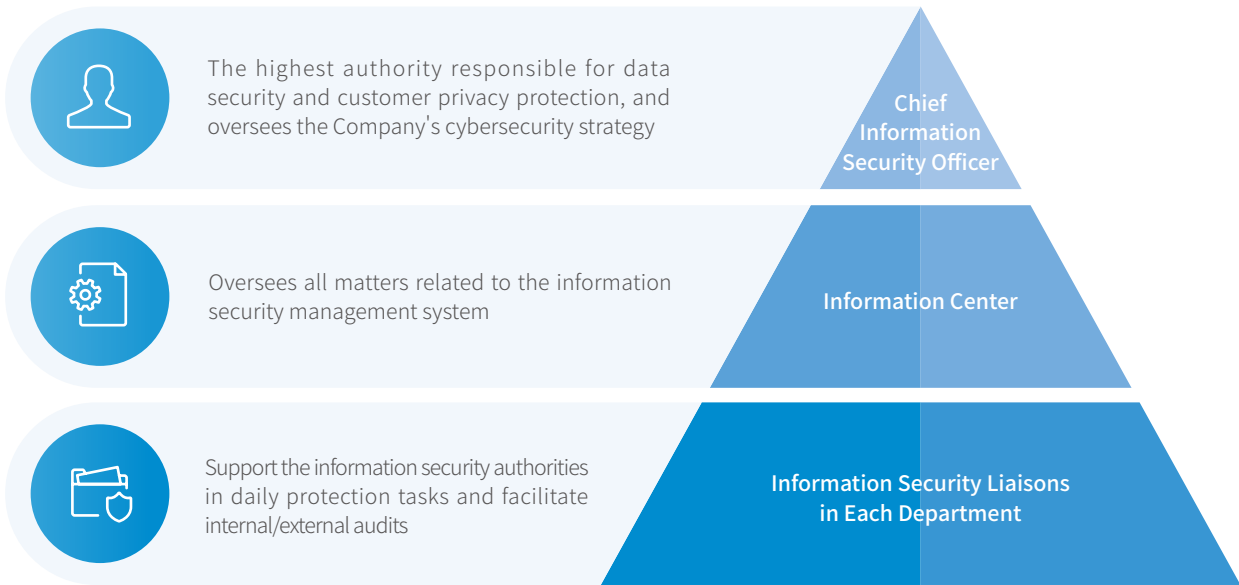 The highest authority responsible for data
security and customer privacy protection, and
oversees the Company's cybersecurity strategy
Chief
Information
Security Officer
Oversees all matters related to the information
security management system
Information Center
Support the information security authorities
in daily protection tasks and facilitate
internal/external audits
Information Security Liaisons
in Each Department